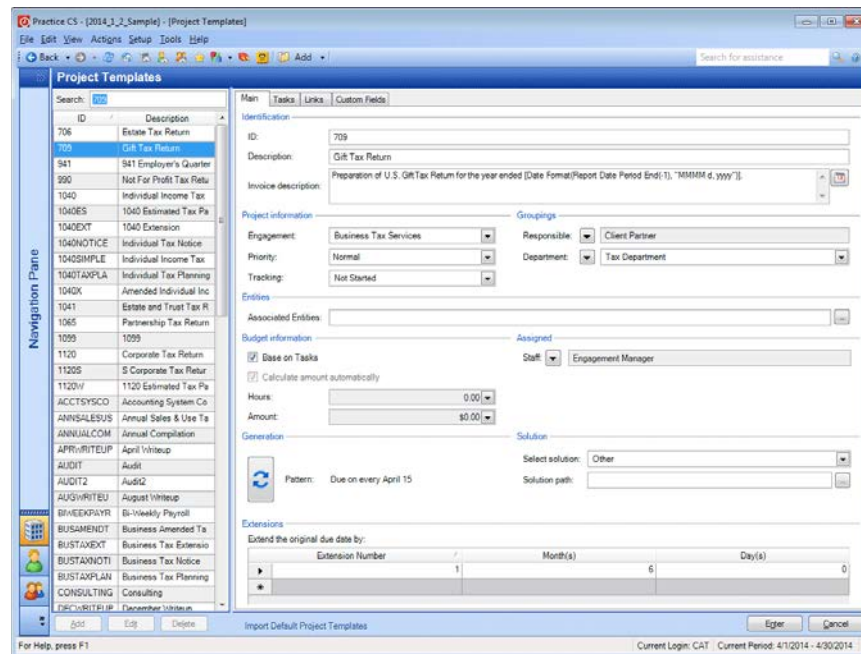 Practice CS - [2014_1_2_Sample] - [Project Templates]
File Edit View Actions Setup Tools Help
Back Add Search for assistance
Project Templates
Search: 709
Main Tasks Links Custom Fields
ID Description
706 Estate Tax Return
709 Gift Tax Return
941 941 Employer's Quarter
990 Not For Profit Tax Retu
1040 Individual Income Tax
1040ES 1040 Estimated Tax Pa
1040EXT 1040 Extension
1040NOTICE Individual Tax Notice
1040SIMPLE Individual Income Tax
1040TAXPLA Individual Tax Planning
1040X Amended Individual Inc
1041 Estate and Trust Tax R
1065 Partnership Tax Return
1099 1099
1120 Corporate Tax Return
1120S S Corporate Tax Retur
1120W 1120 Estimated Tax Pa
ACCTSYSCO Accounting System Co
ANNSALESUS Annual Sales & Use Ta
ANNUALCOM Annual Compilation
APRWRITEUP April Writeup
AUDIT Audit
AUDIT2 Audit2
AUGWRITEU August Writeup
BIWEEKPAYR Bi-Weekly Payroll
BUSAMENDT Business Amended Ta
BUSTAXEXT Business Tax Extensio
BUSTAXNOTI Business Tax Notice
BUSTAXPLAN Business Tax Planning
CONSULTING Consulting
DECWRITEUP December Writeup
Navigation Pane
Identification
ID: 709
Description: Gift Tax Return
Invoice description: Preparation of U.S. Gift Tax Return for the year ended [Date Format(Report Date Period End(-1), "MMMM d, yyyy")].
Project information Groupings
Engagement: Business Tax Services Responsible: Client Partner
Priority: Normal Department: Tax Department
Tracking: Not Started
Entities
Associated Entities:
Budget information Assigned
Base on Tasks Staff: Engagement Manager
Calculate amount automatically
Hours: 0.00
Amount: $0.00
Generation Solution
Select solution: Other
Pattern: Due on every April 15 Solution path:
Extensions
Extend the original due date by:
Extension Number Month(s) Day(s)
1 6 0
Add Edit Delete Import Default Project Templates Enter Cancel
For Help, press F1 Current Login: CAT Current Period: 4/1/2014 - 4/30/2014